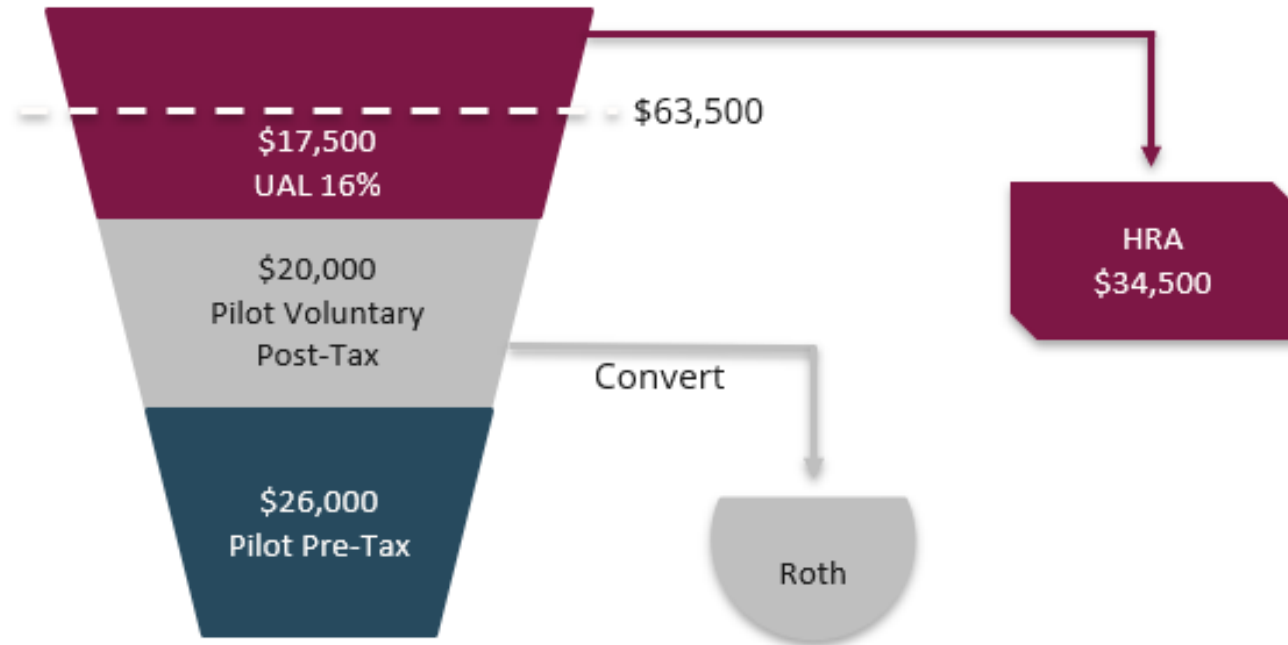 $63,500
$17,500
UAL 16%
HRA
$34,500
$20,000
Pilot Voluntary
Post-Tax
Convert
$26,000
Pilot Pre-Tax
Roth